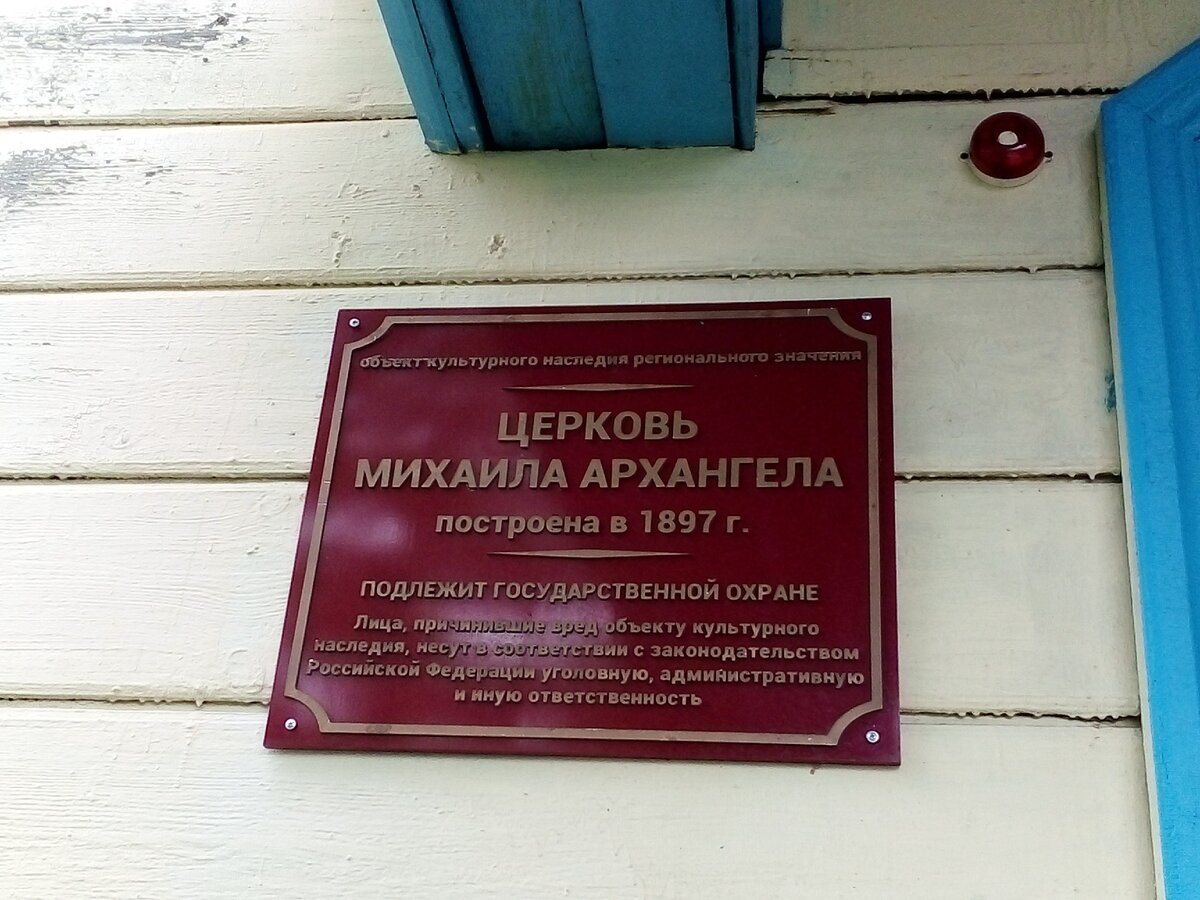 объект культурного наследия регионального значения
ЦЕРКОВЬ
МИХАИЛА АРХАНГЕЛА
построена в 1897 г.
ПОДЛЕЖИТ ГОСУДАРСТВЕННОЙ ОХРАНЕ
Лица, причинившие вред объекту культурного
наследия, несут в соответствии с законодательством
Российской Федерации уголовную, административную
и иную ответственность